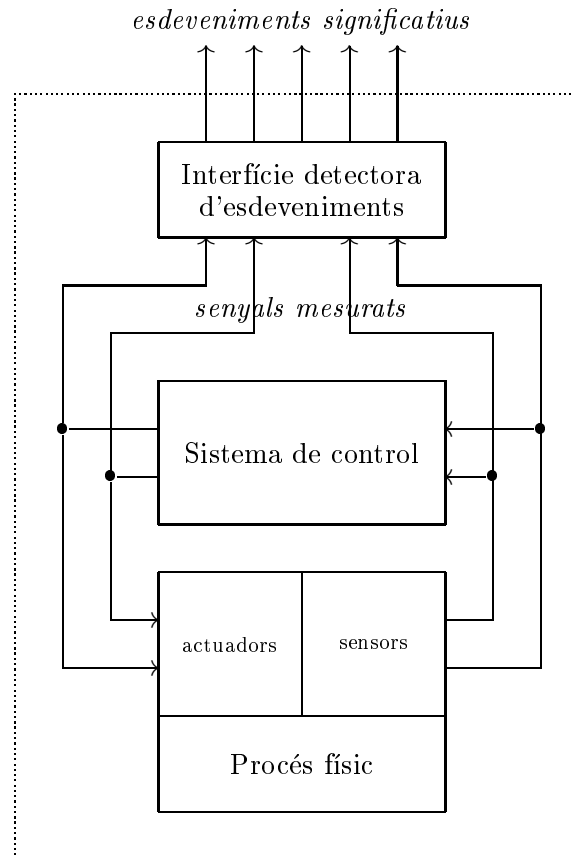 esdeveniments significatius
Interfície detectora
d'esdeveniments
senyals mesurats
Sistema de control
actuadors
sensors
Procés físic